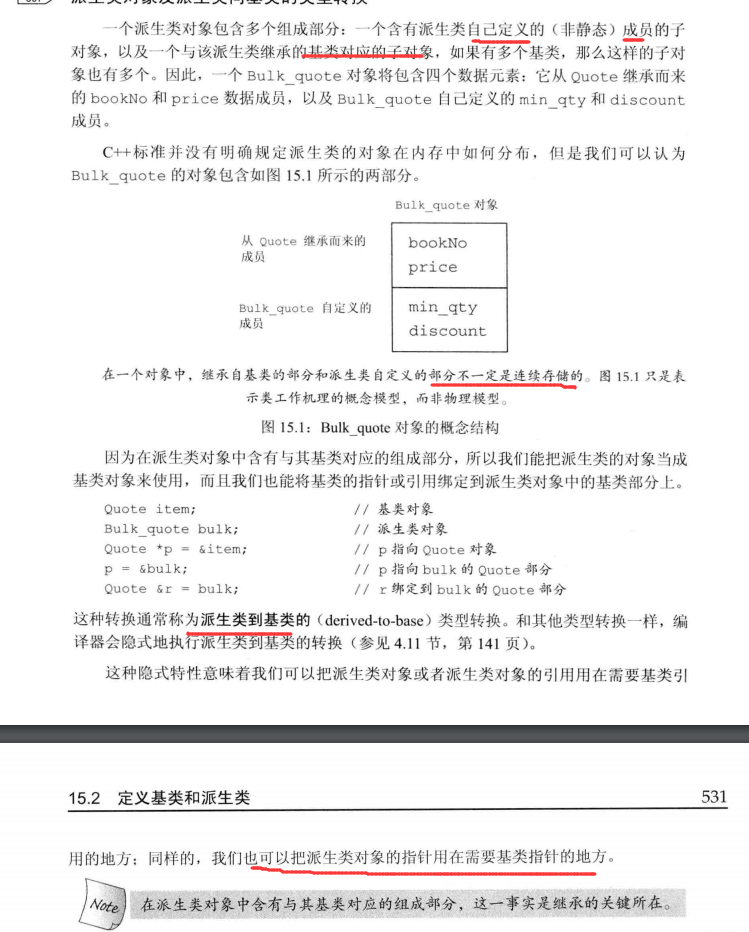 派生类对象及派生类向基类的类型转换
一个派生类对象包含多个组成部分：一个含有派生类自己定义的（非静态）成员的子
对象，以及一个与该派生类继承的基类对应的子对象，如果有多个基类，那么这样的子对
象也有多个。因此，一个 Bulk_quote 对象将包含四个数据元素：它从 Quote 继承而来
的 bookNo 和 price 数据成员，以及 Bulk_quote 自己定义的 min_qty 和 discount
成员。
C++标准并没有明确规定派生类的对象在内存中如何分布，但是我们可以认为
Bulk_quote 的对象包含如图 15.1 所示的两部分。
Bulk_quote 对象
从 Quote 继承而来的
成员
bookNo
price
Bulk_quote 自定义的
成员
min_qty
discount
在一个对象中，继承自基类的部分和派生类自定义的部分不一定是连续存储的。图 15.1 只是表
示类工作机理的概念模型，而非物理模型。
图 15.1：Bulk_quote 对象的概念结构
因为在派生类对象中含有与其基类对应的组成部分，所以我们能把派生类的对象当成
基类对象来使用，而且我们也能将基类的指针或引用绑定到派生类对象中的基类部分上。
Quote item; // 基类对象
Bulk_quote bulk; // 派生类对象
Quote *p = &item; // p 指向 Quote 对象
p = &bulk; // p 指向 bulk 的 Quote 部分
Quote &r = bulk; // r 绑定到 bulk 的 Quote 部分
这种转换通常称为派生类到基类的（derived-to-base）类型转换。和其他类型转换一样，编
译器会隐式地执行派生类到基类的转换（参见 4.11 节，第 141 页）。
这种隐式特性意味着我们可以把派生类对象或者派生类对象的引用用在需要基类引
15.2 定义基类和派生类 531
用的地方；同样的，我们也可以把派生类对象的指针用在需要基类指针的地方。
Note 在派生类对象中含有与其基类对应的组成部分，这一事实是继承的关键所在。